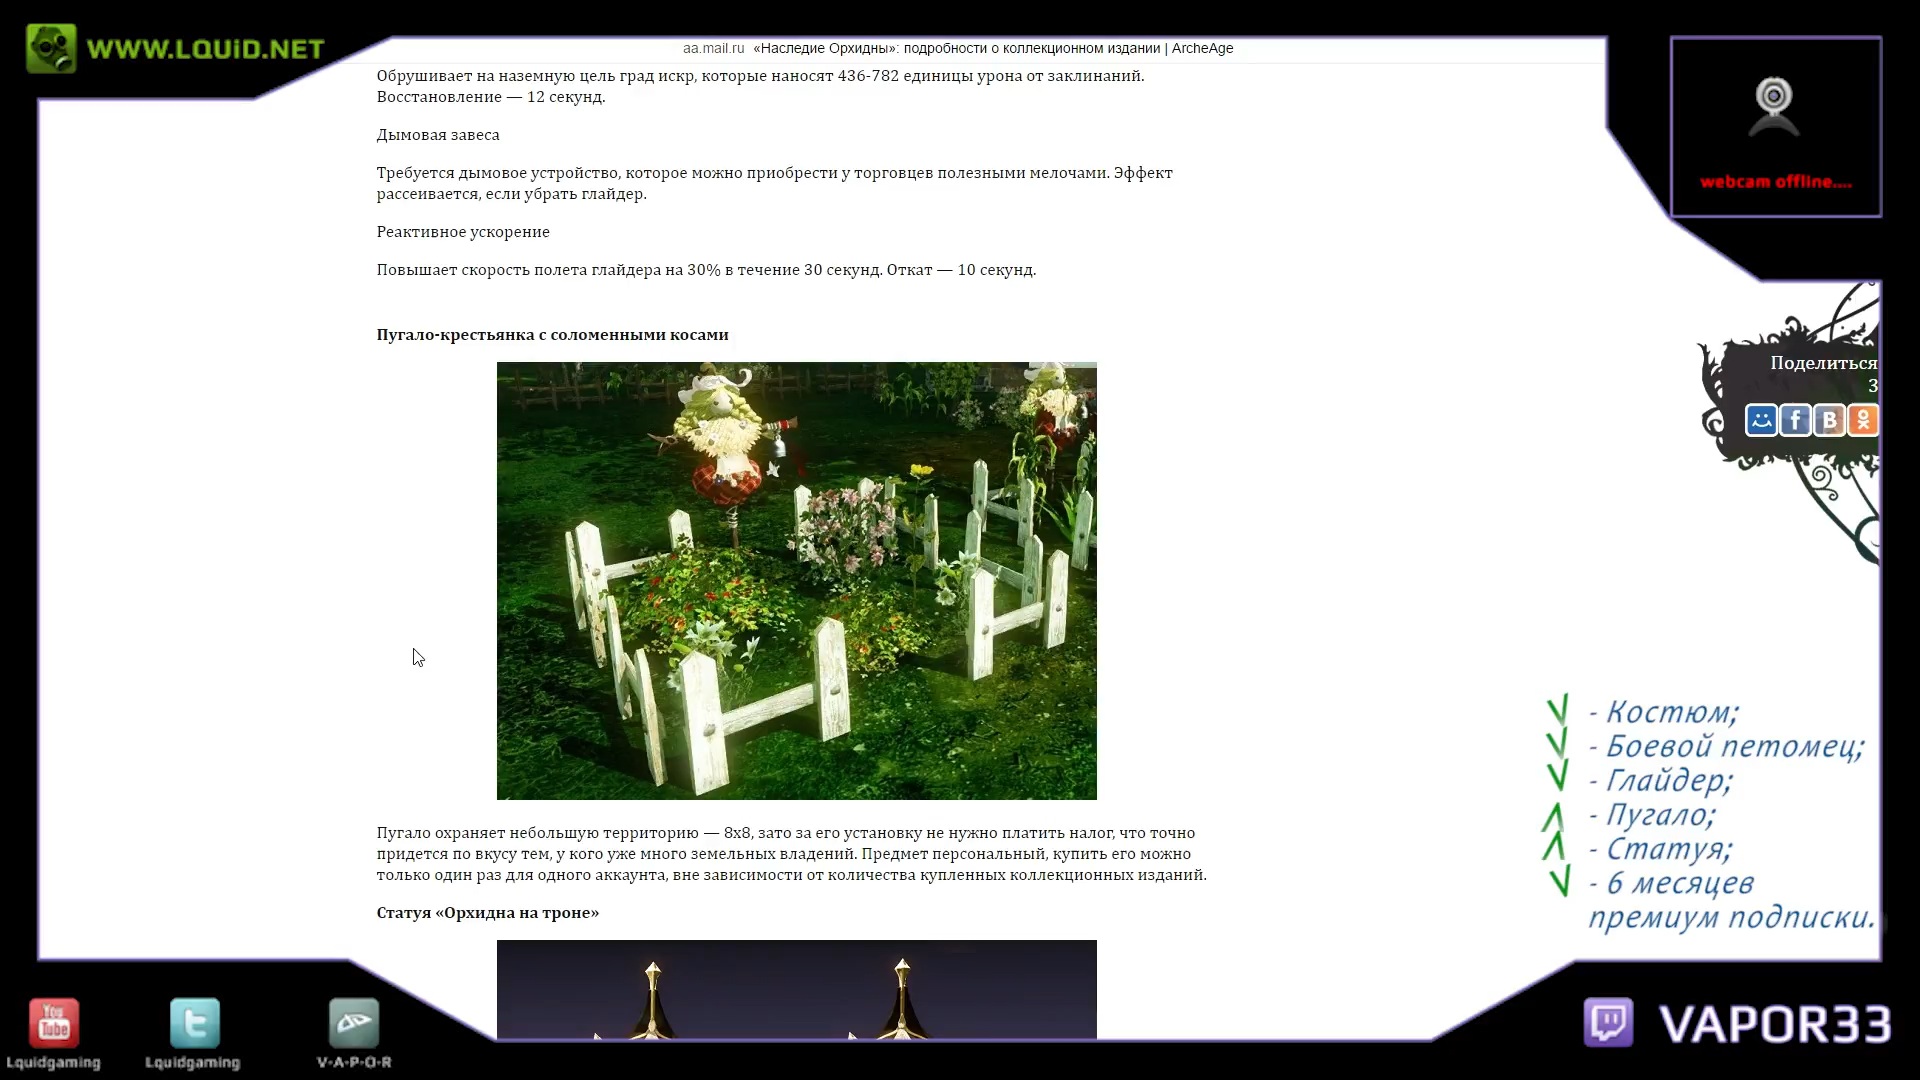 WWW.LQUiD.NET
aa.mail.ru «Наследие Орхидны»: подробности о коллекционном издании | ArcheAge
Обрушивает на наземную цель град искр, которые наносят 436-782 единицы урона от заклинаний.
Восстановление — 12 секунд.
Дымовая завеса
Требуется дымовое устройство, которое можно приобрести у торговцев полезными мелочами. Эффект
рассеивается, если убрать глайдер.
Реактивное ускорение
Повышает скорость полета глайдера на 30% в течение 30 секунд. Откат — 10 секунд.
Пугало-крестьянка с соломенными косами
Пугало охраняет небольшую территорию — 8х8, зато за его установку не нужно платить налог, что точно
придется по вкусу тем, у кого уже много земельных владений. Предмет персональный, купить его можно
только один раз для одного аккаунта, вне зависимости от количества купленных коллекционных изданий.
Статуя «Орхидна на троне»
webcam offline....
Поделиться
3
- Костюм;
- Боевой петомец;
- Глайдер;
- Пугало;
- Статуя;
- 6 месяцев
премиум подписки.
You Tube
Lquidgaming
Lquidgaming
V-A-P-O-R
VAPOR33